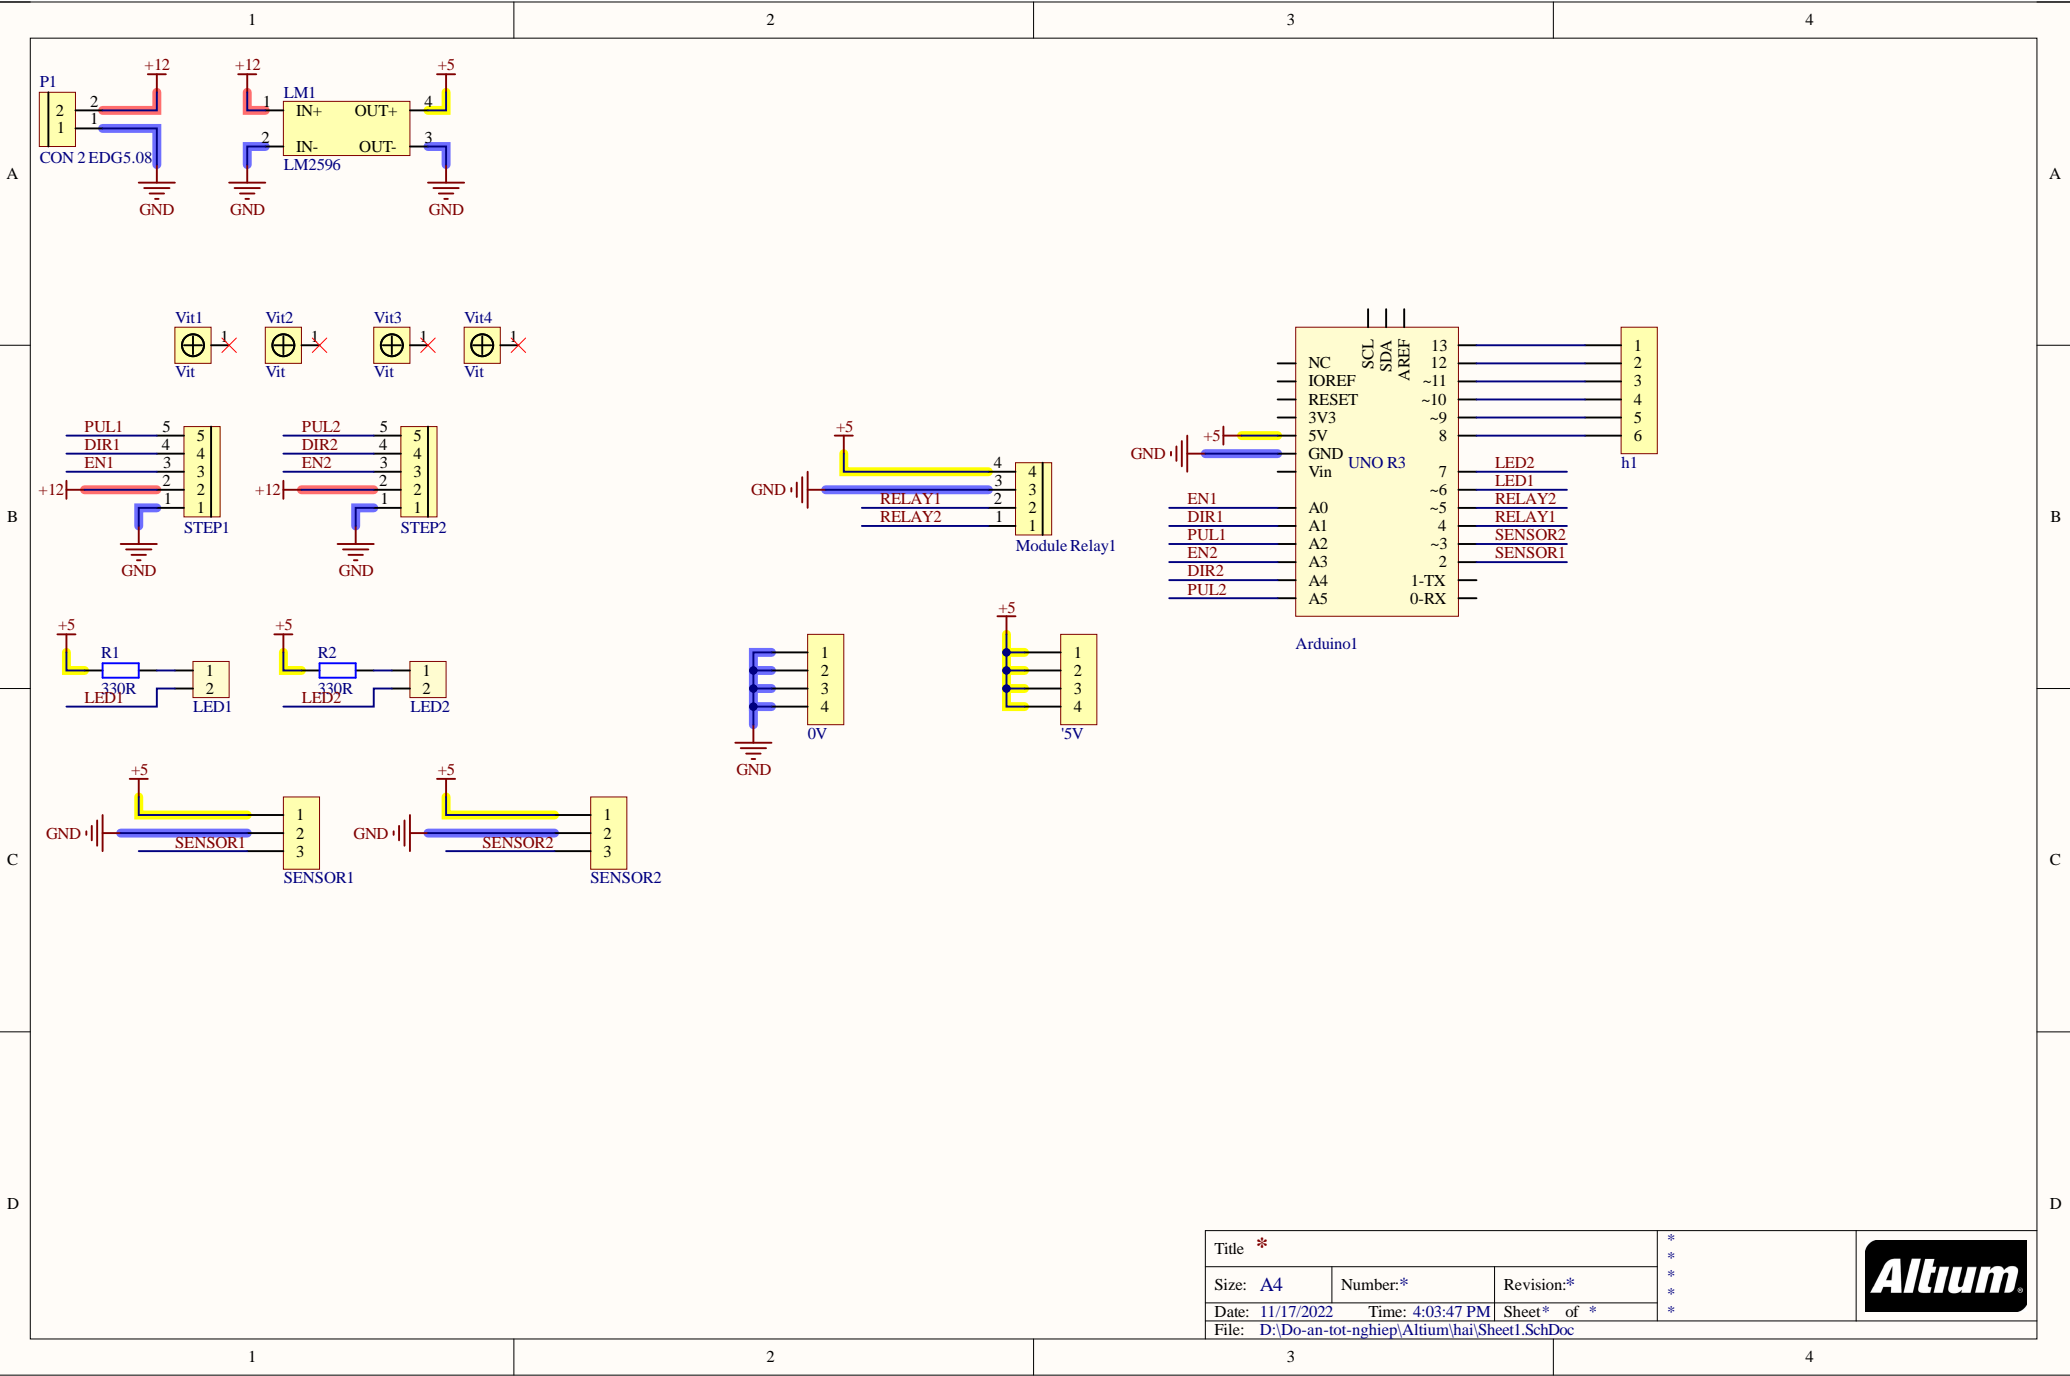 1 2 3 4
A A
B B
C C
D D
1 2 3 4
P1
2 2
1 1
CON 2 EDG5.08
+12
GND
+12
+5
LM1
1 IN+ OUT+ 4
2 IN- OUT- 3
LM2596
GND
GND
Vit1 Vit2 Vit3 Vit4
1 1 1 1
Vit Vit Vit Vit
PUL1 5 5
DIR1 4 4
EN1 3 3
+12 2 2
1 1
STEP1
GND
PUL2 5 5
DIR2 4 4
EN2 3 3
+12 2 2
1 1
STEP2
GND
+5
4 4
GND 3 3
RELAY1 2 2
RELAY2 1 1
Module Relay1
SCL SDA AREF
NC
IOREF
RESET
3V3
+5 5V
GND GND
Vin
UNO R3
EN1 A0
DIR1 A1
PUL1 A2
EN2 A3
DIR2 A4
PUL2 A5
13 1
12 2
~11 3
~10 4
~9 5
8 6
h1
7 LED2
~6 LED1
~5 RELAY2
4 RELAY1
~3 SENSOR2
2 SENSOR1
1-TX
0-RX
Arduino1
+5
R1
330R
LED1
1
2
LED1
+5
R2
330R
LED2
1
2
LED2
1
2
3
4
0V
GND
+5
1
2
3
4
'5V
+5
1
GND 2
SENSOR1 3
SENSOR1
+5
1
GND 2
SENSOR2 3
SENSOR2
Title *
Size: A4 Number:* Revision:*
Date: 11/17/2022 Time: 4:03:47 PM Sheet* of *
File: D:\Do-an-tot-nghiep\Altium\hai\Sheet1.SchDoc
*
*
*
*
*
Altium